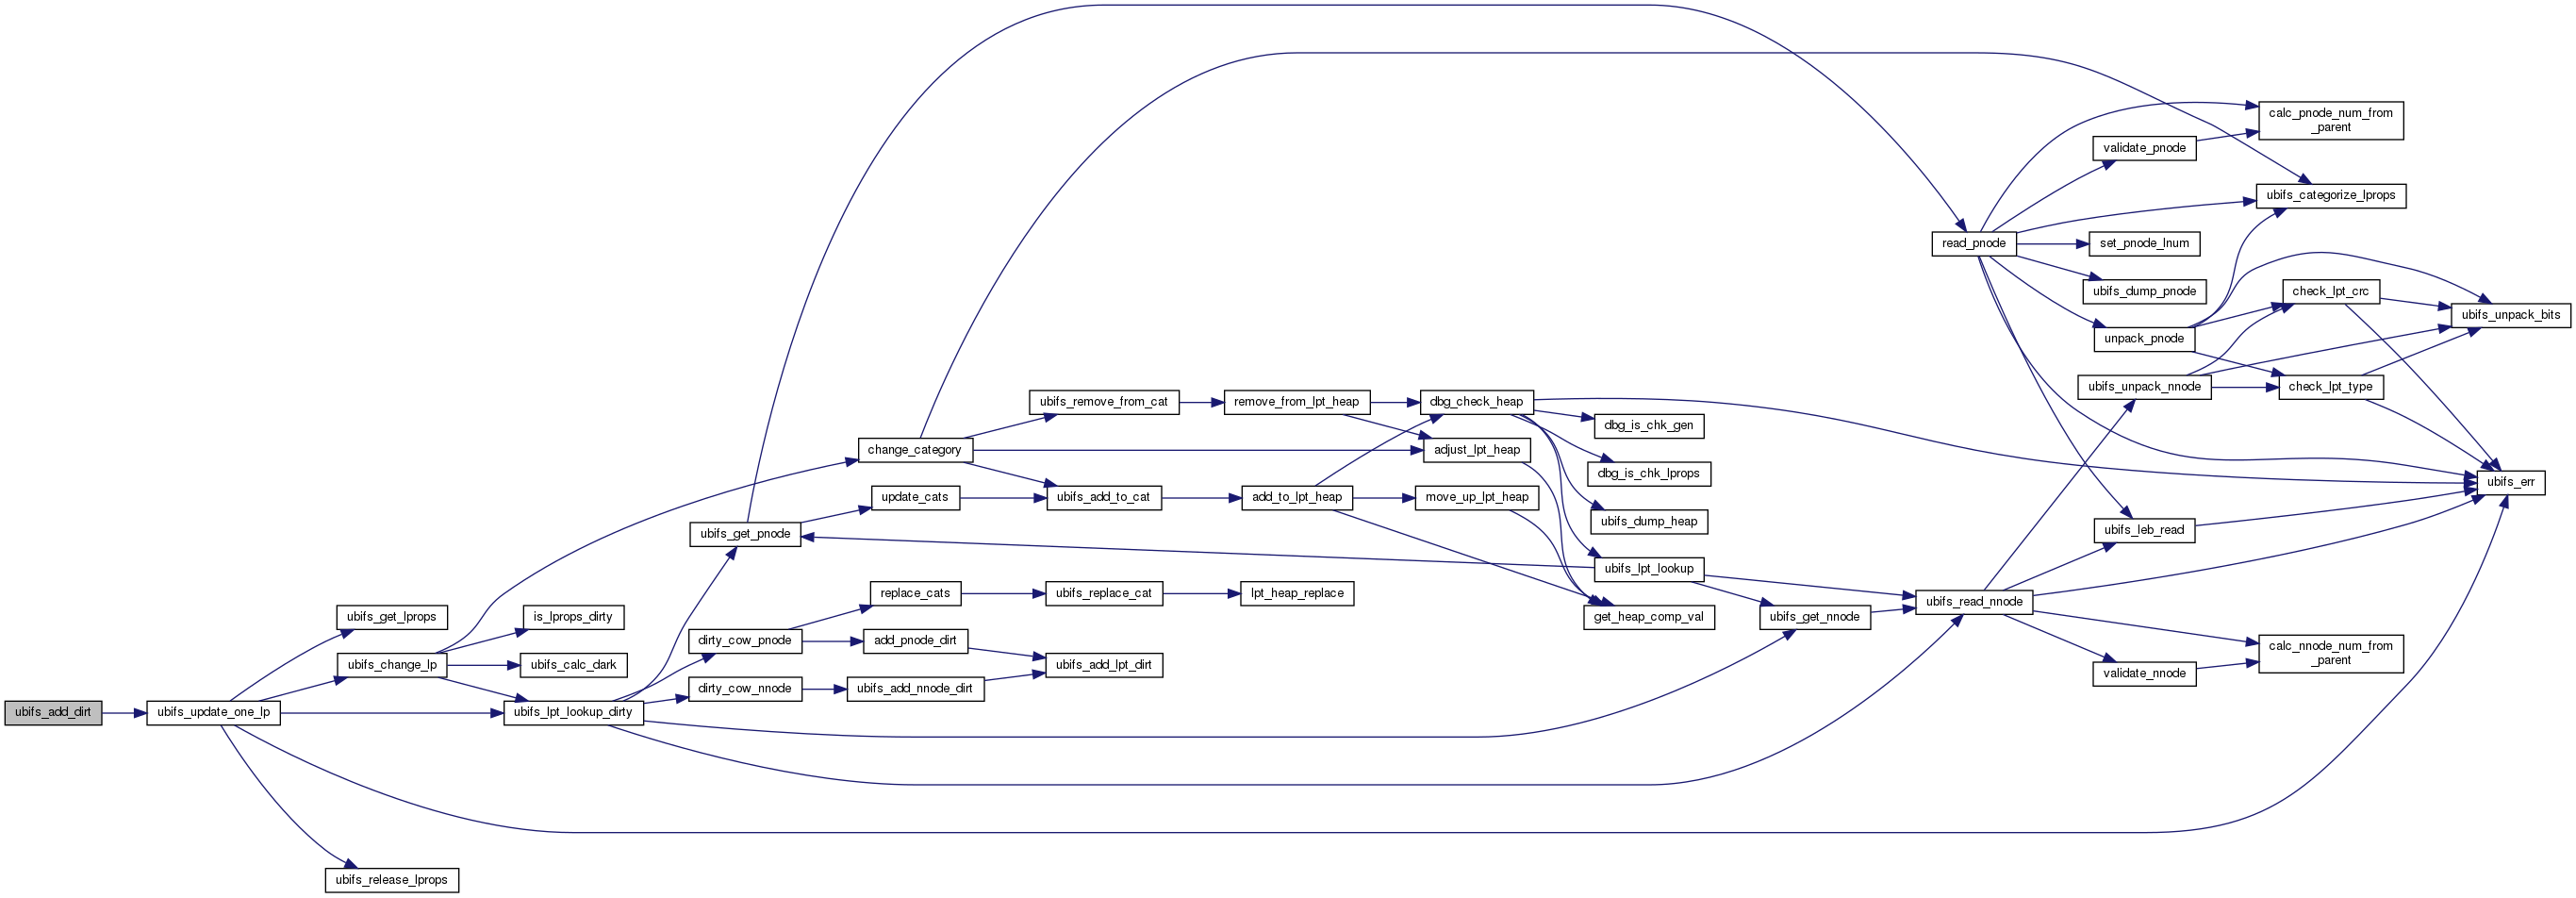 ubifs_add_dirt
ubifs_update_one_lp
ubifs_get_lprops
ubifs_change_lp
ubifs_release_lprops
is_lprops_dirty
ubifs_calc_dark
ubifs_lpt_lookup_dirty
ubifs_get_pnode
dirty_cow_pnode
dirty_cow_nnode
change_category
update_cats
replace_cats
add_pnode_dirt
ubifs_add_nnode_dirt
ubifs_remove_from_cat
ubifs_add_to_cat
ubifs_replace_cat
ubifs_add_lpt_dirt
remove_from_lpt_heap
add_to_lpt_heap
lpt_heap_replace
dbg_check_heap
adjust_lpt_heap
move_up_lpt_heap
dbg_is_chk_gen
dbg_is_chk_lprops
ubifs_dump_heap
ubifs_lpt_lookup
get_heap_comp_val
ubifs_get_nnode
read_pnode
ubifs_read_nnode
validate_pnode
set_pnode_lnum
ubifs_dump_pnode
unpack_pnode
ubifs_unpack_nnode
ubifs_leb_read
validate_nnode
calc_pnode_num_from
_parent
ubifs_categorize_lprops
check_lpt_crc
check_lpt_type
calc_nnode_num_from
_parent
ubifs_unpack_bits
ubifs_err